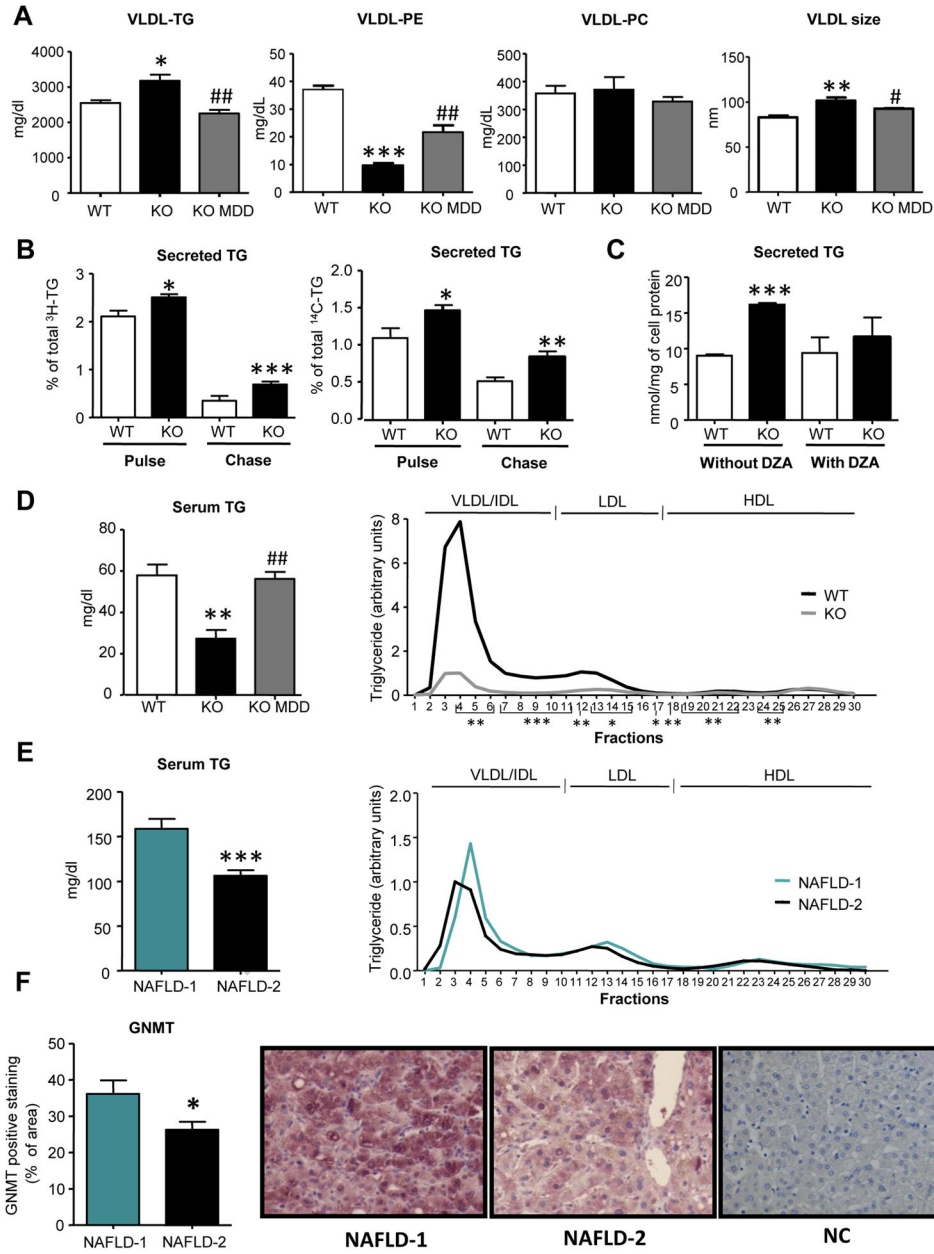 A
VLDL-TG
VLDL-PE
VLDL-PC
VLDL size
mg/dl
4000
3000
2000
1000
0
*
##
WT
KO
KO MDD
mg/dL
50
40
30
20
10
0
***
##
WT
KO
KO MDD
mg/dL
500
400
300
200
100
0
WT
KO
KO MDD
nm
150
100
50
0
**
#
WT
KO
KO MDD
B
Secreted TG
% of total ³H-TG
3
2
1
0
*
***
WT
KO
WT
KO
Pulse
Chase
Secreted TG
% of total ¹⁴C-TG
2.0
1.5
1.0
0.5
0.0
*
**
WT
KO
WT
KO
Pulse
Chase
C
Secreted TG
nmol/mg of cell protein
20
15
10
5
0
***
WT
KO
WT
KO
Without DZA
With DZA
D
Serum TG
mg/dl
80
60
40
20
0
**
##
WT
KO
KO MDD
VLDL/IDL
LDL
HDL
Triglyceride (arbitrary units)
8
6
4
2
0
WT
KO
1 2 3 4 5 6 7 8 9 10 11 12 13 14 15 16 17 18 19 20 21 22 23 24 25 26 27 28 29 30
** *** ** * * ** ** **
Fractions
E
Serum TG
mg/dl
200
150
100
50
0
***
NAFLD-1
NAFLD-2
VLDL/IDL
LDL
HDL
Triglyceride (arbitrary units)
2.0
1.5
1.0
0.5
0.0
NAFLD-1
NAFLD-2
1 2 3 4 5 6 7 8 9 10 11 12 13 14 15 16 17 18 19 20 21 22 23 24 25 26 27 28 29 30
Fractions
F
GNMT
GNMT positive staining
(% of area)
50
40
30
20
10
0
*
NAFLD-1
NAFLD-2
NAFLD-1
NAFLD-2
NC